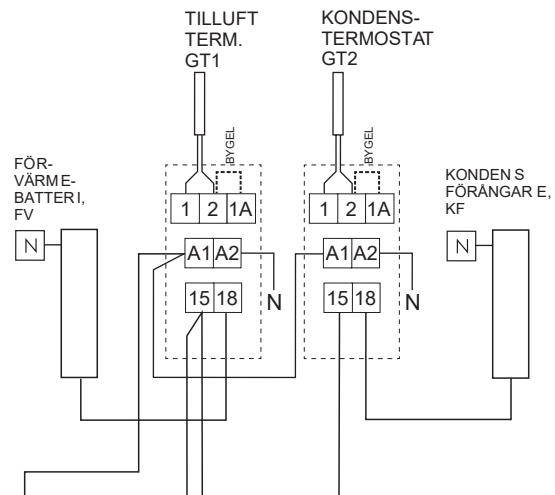 TILLUFT
TERM.
GT1
KONDENS-
TERMOSTAT
GT2
BYGEL
BYGEL
FÖR-
VÄRME-
BATTERI,
FV
N
KONDENS
FÖRÅNGARE,
KF
N
1 2 1A
1 2 1A
A1 A2
A1 A2
15 18
N
15 18
N